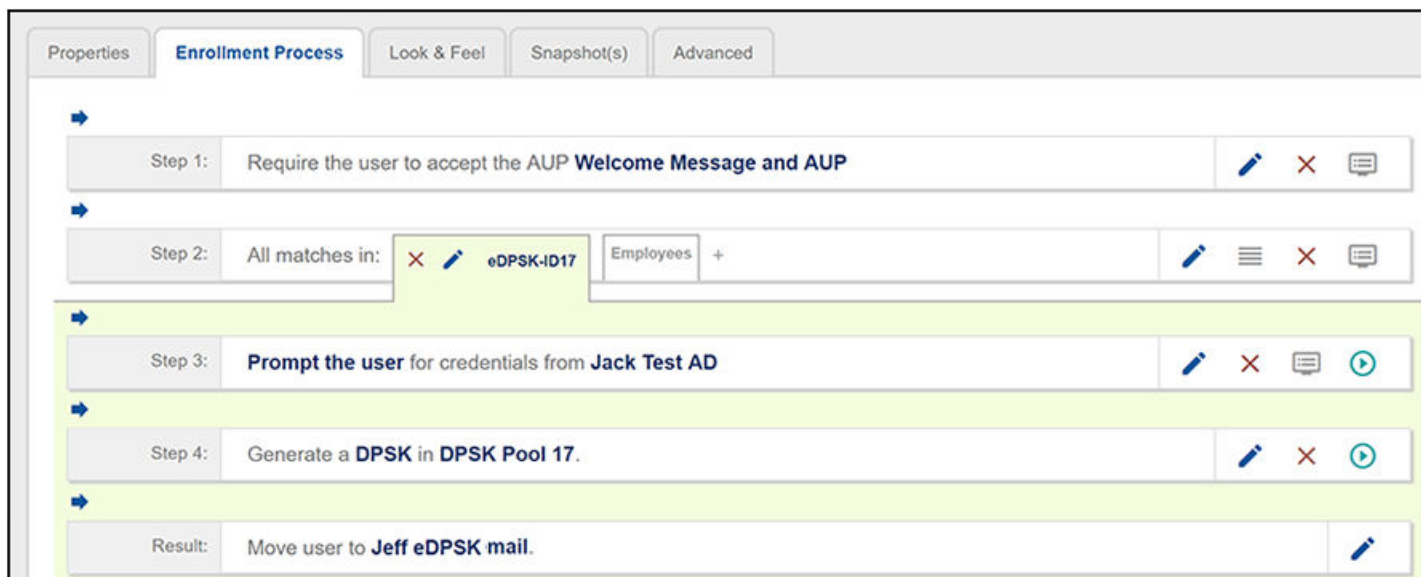 Properties Enrollment Process Look & Feel Snapshot(s) Advanced
Step 1: Require the user to accept the AUP Welcome Message and AUP
Step 2: All matches in: eDPSK-ID17 Employees +
Step 3: Prompt the user for credentials from Jack Test AD
Step 4: Generate a DPSK in DPSK Pool 17.
Result: Move user to Jeff eDPSK mail.